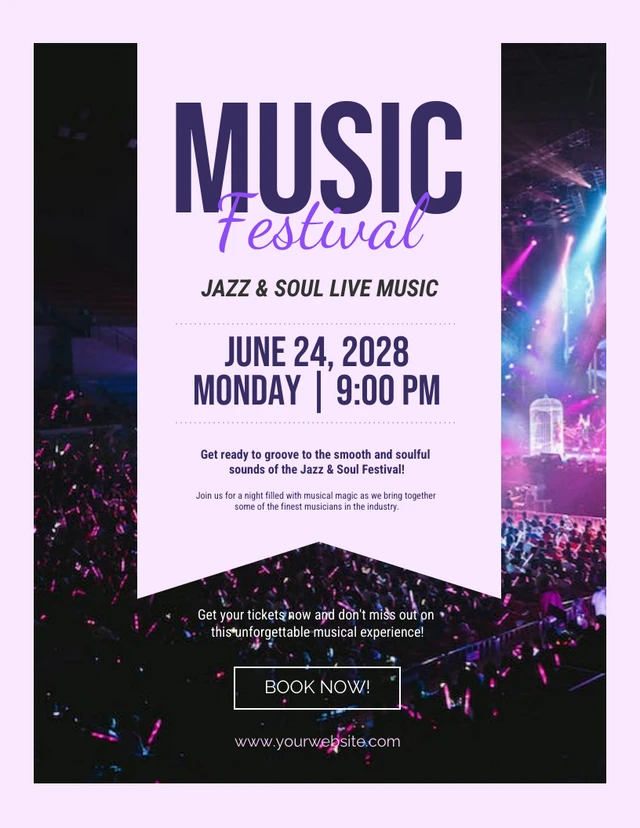 MUSIC
Festival
JAZZ & SOUL LIVE MUSIC
JUNE 24, 2028
MONDAY | 9:00 PM
Get ready to groove to the smooth and soulful
sounds of the Jazz & Soul Festival!
Join us for a night filled with musical magic as we bring together
some of the finest musicians in the industry.
Get your tickets now and don't miss out on
this unforgettable musical experience!
BOOK NOW!
www.yourwebsite.com